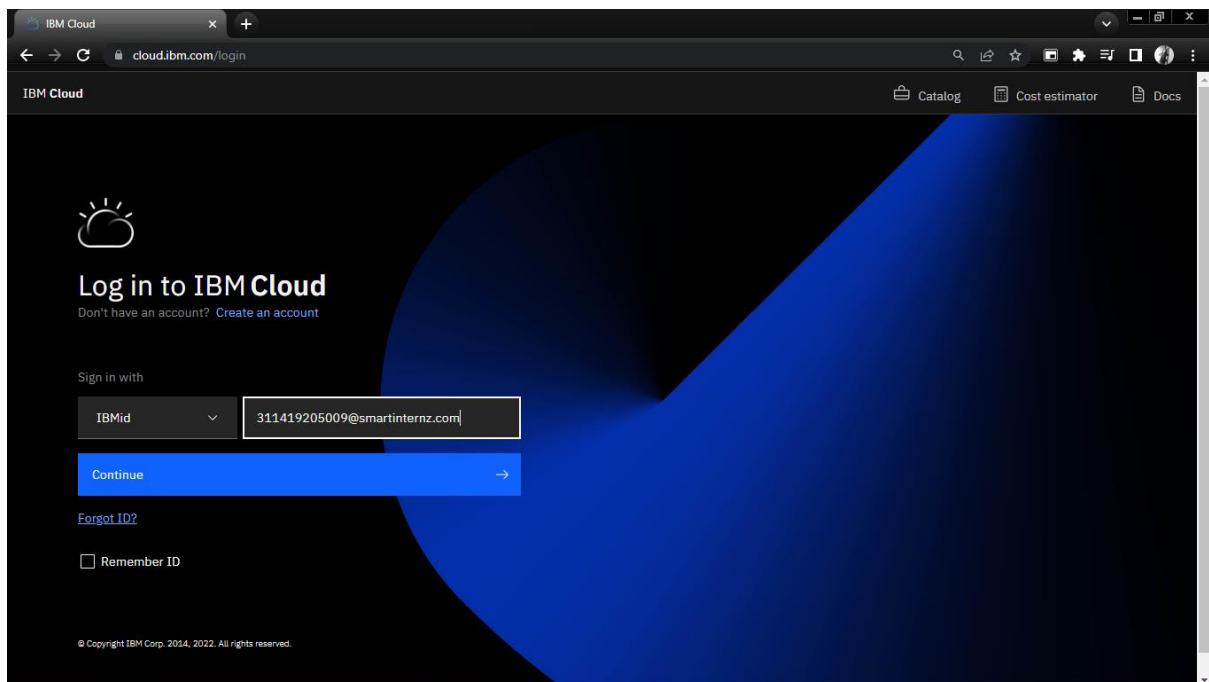 IBM Cloud
cloud.ibm.com/login
IBM Cloud Catalog Cost estimator Docs
Log in to IBM Cloud
Don't have an account? Create an account
Sign in with
IBMid 311419205009@smartinternz.com
Continue
Forgot ID?
Remember ID
© Copyright IBM Corp. 2014, 2022. All rights reserved.